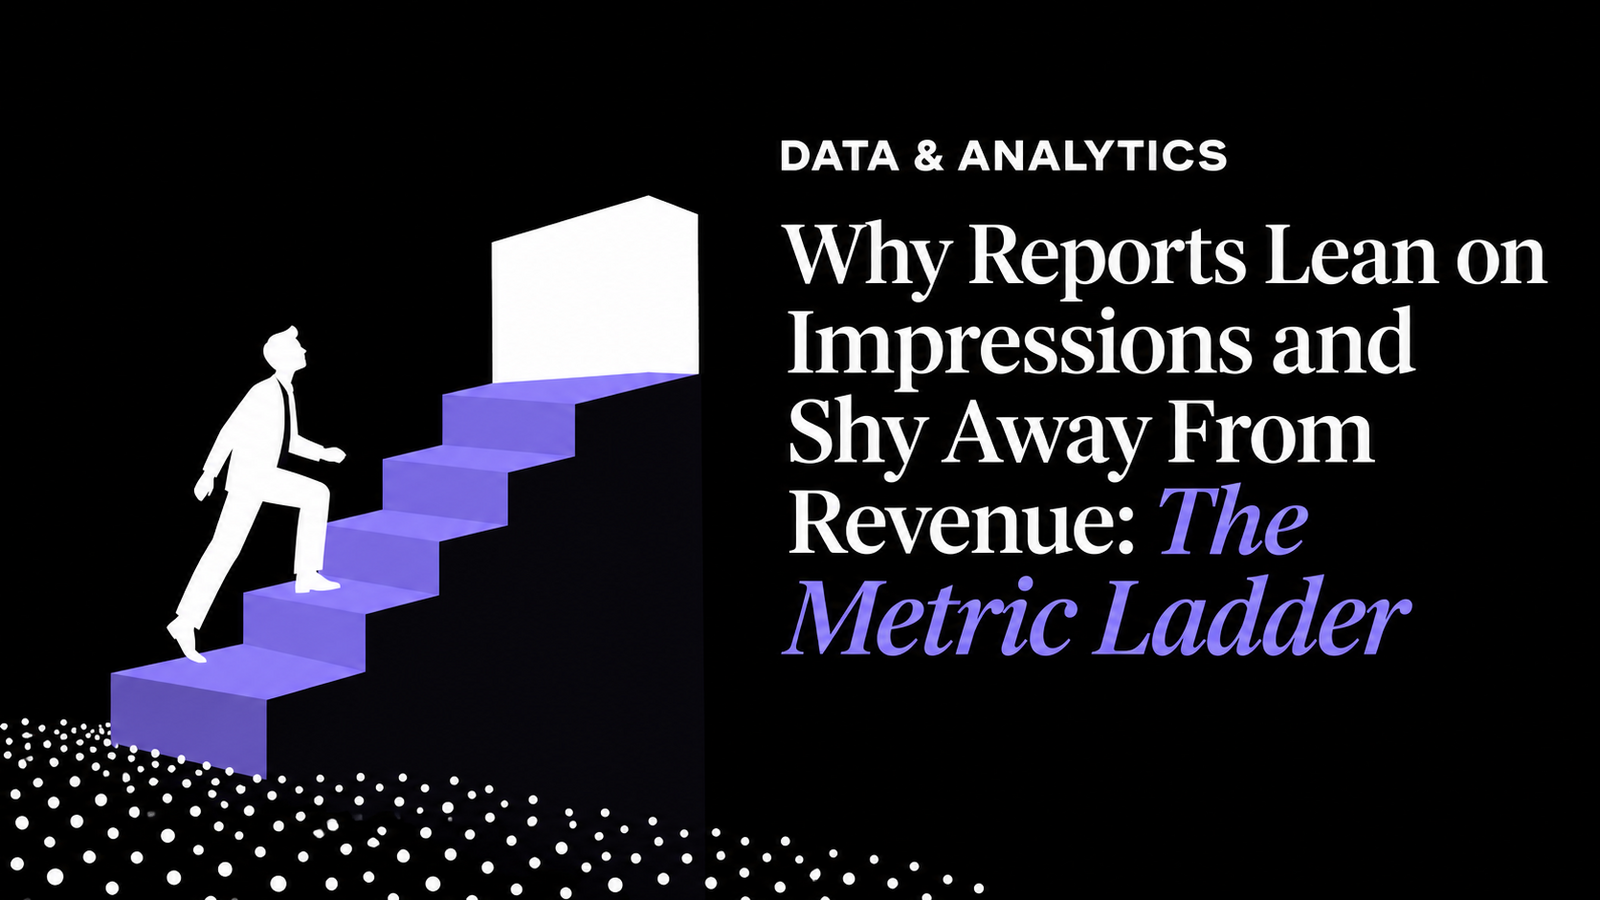 DATA & ANALYTICS
Why Reports Lean on
Impressions and
Shy Away From
Revenue: The
Metric Ladder